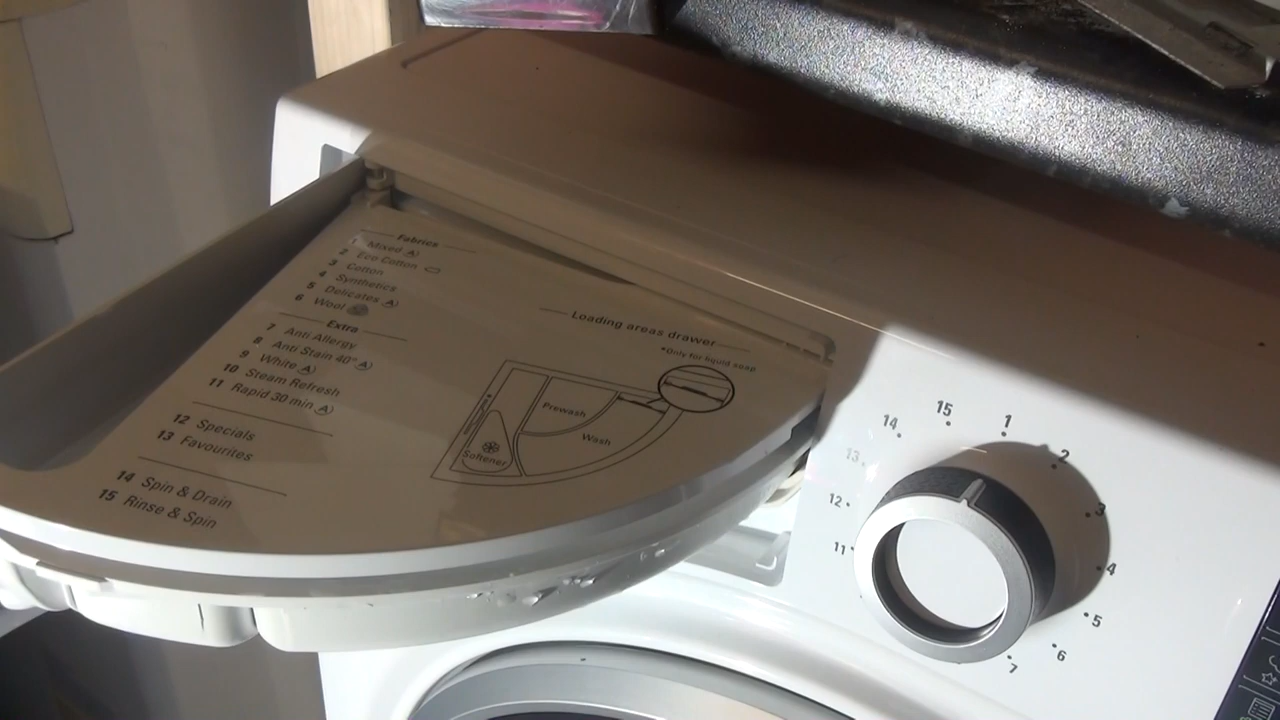 Fabrics
1 Mixed A
2 Eco Cotton
3 Cotton
4 Synthetics
5 Delicates A
6 Wool
Extra
7 Anti Allergy
8 Anti Stain 40° A
9 White A
10 Steam Refresh
11 Rapid 30 min A
12 Specials
13 Favourites
14 Spin & Drain
15 Rinse & Spin
Loading areas drawer
*Only for liquid soap
Prewash
Wash
Softener
14 15 1 2 3 4 5 6 7 11 12 13